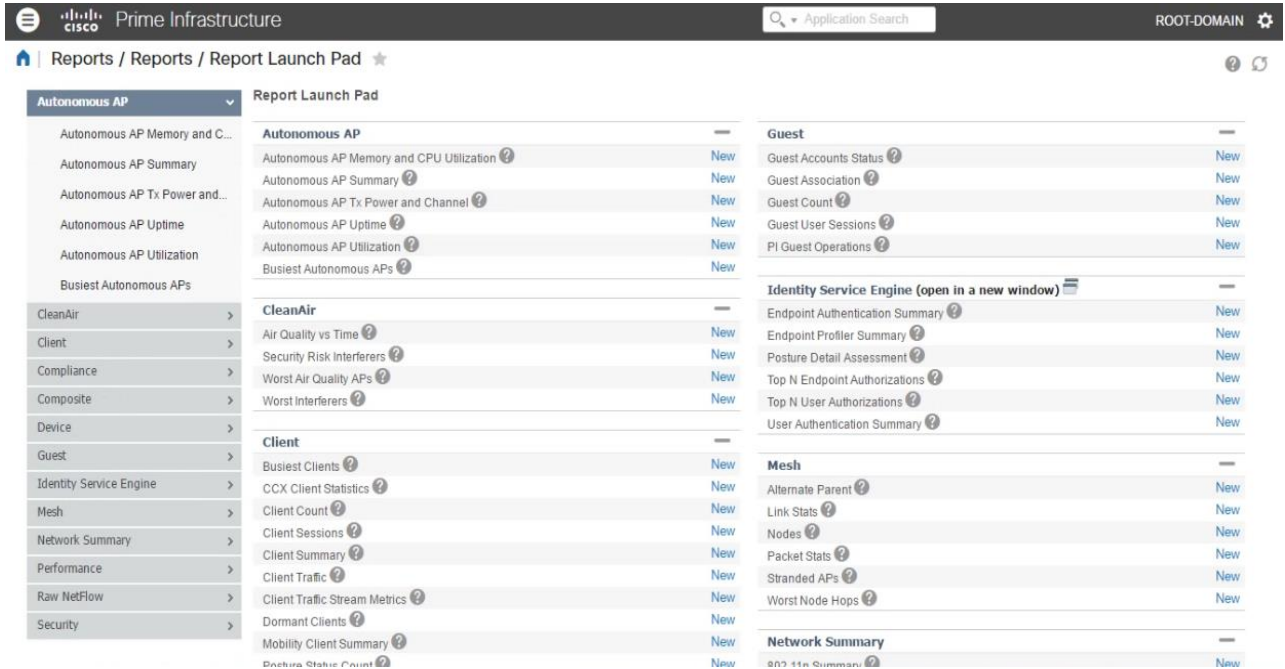 cisco Prime Infrastructure
Application Search
ROOT-DOMAIN
Reports / Reports / Report Launch Pad
Autonomous AP
Autonomous AP Memory and C...
Autonomous AP Summary
Autonomous AP Tx Power and...
Autonomous AP Uptime
Autonomous AP Utilization
Busiest Autonomous APs
CleanAir
Client
Compliance
Composite
Device
Guest
Identity Service Engine
Mesh
Network Summary
Performance
Raw NetFlow
Security
Report Launch Pad
Autonomous AP
Autonomous AP Memory and CPU Utilization ? New
Autonomous AP Summary ? New
Autonomous AP Tx Power and Channel ? New
Autonomous AP Uptime ? New
Autonomous AP Utilization ? New
Busiest Autonomous APs ? New
CleanAir
Air Quality vs Time ? New
Security Risk Interferers ? New
Worst Air Quality APs ? New
Worst Interferers ? New
Client
Busiest Clients ? New
CCX Client Statistics ? New
Client Count ? New
Client Sessions ? New
Client Summary ? New
Client Traffic ? New
Client Traffic Stream Metrics ? New
Dormant Clients ? New
Mobility Client Summary ? New
Posture Status Count ? New
Guest
Guest Accounts Status ? New
Guest Association ? New
Guest Count ? New
Guest User Sessions ? New
PI Guest Operations ? New
Identity Service Engine (open in a new window)
Endpoint Authentication Summary ? New
Endpoint Profiler Summary ? New
Posture Detail Assessment ? New
Top N Endpoint Authorizations ? New
Top N User Authorizations ? New
User Authentication Summary ? New
Mesh
Alternate Parent ? New
Link Stats ? New
Nodes ? New
Packet Stats ? New
Stranded APs ? New
Worst Node Hops ? New
Network Summary
802.11n Summary ? New